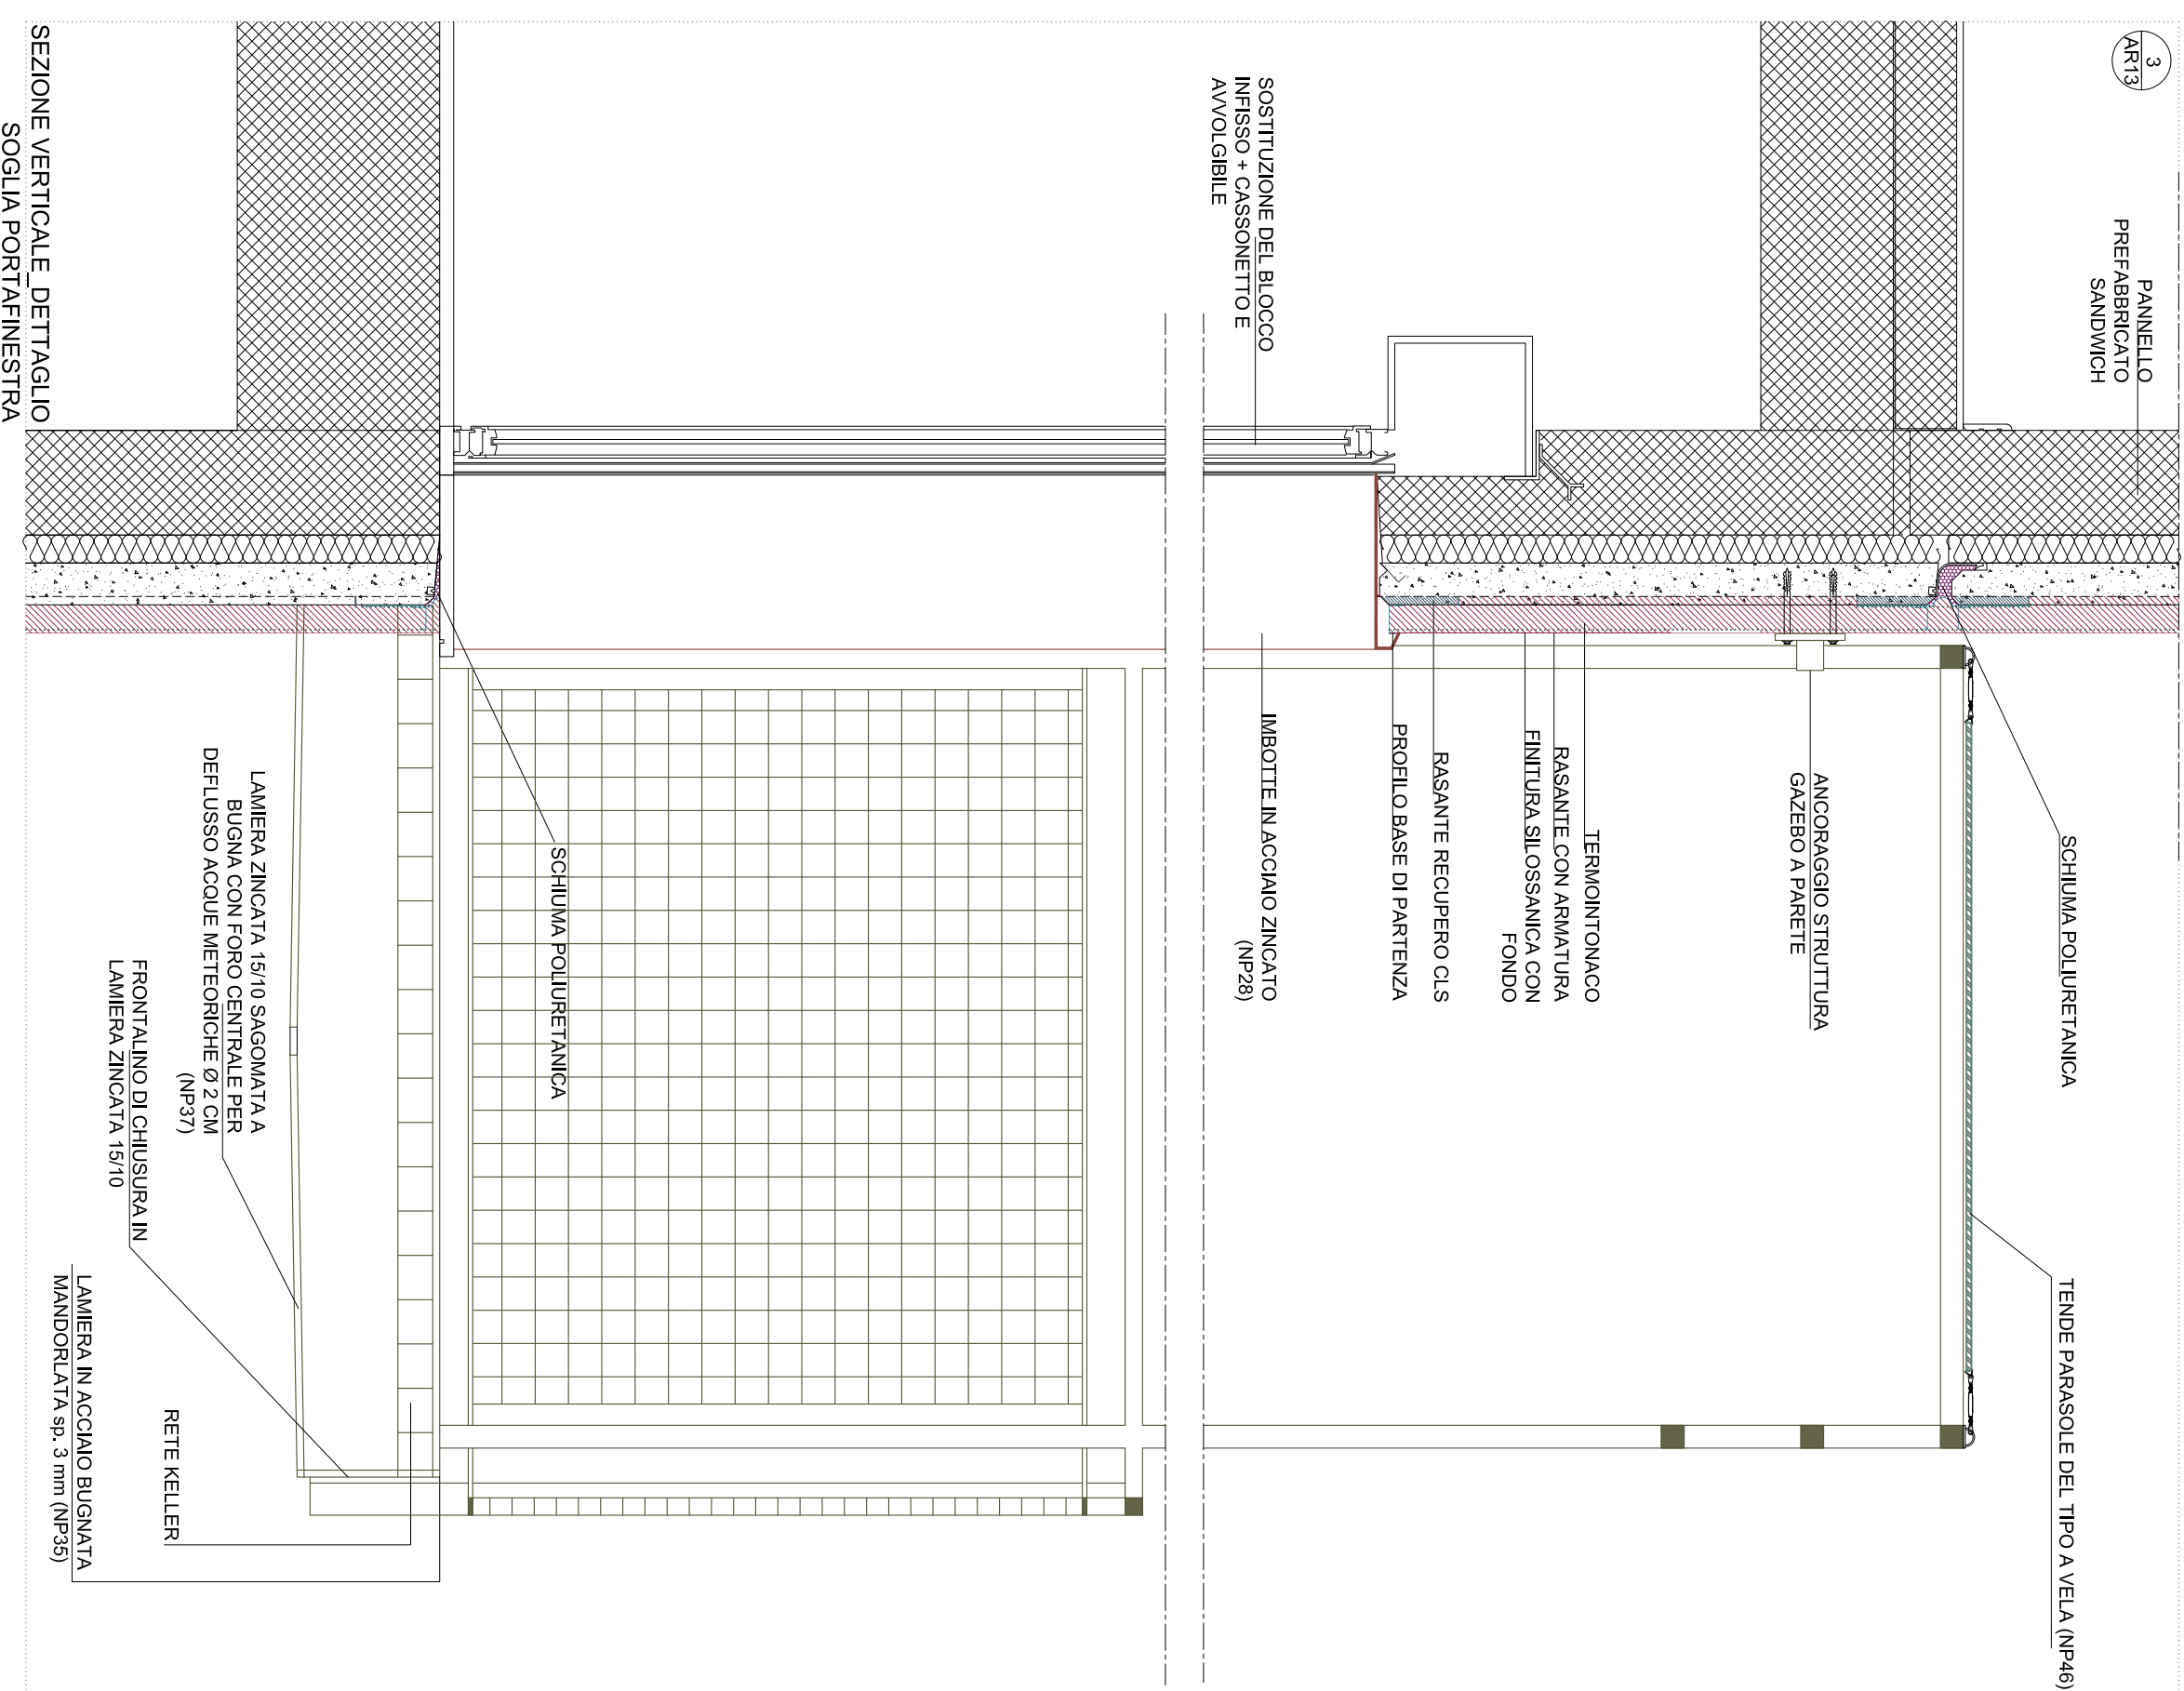 3
AR13
PANNELLO
PREFABBRICATO
SANDWICH
SCHIUMA POLIURETANICA
TENDE PARASOLE DEL TIPO A VELA (NP46)
ANCORAGGIO STRUTTURA
GAZEBO A PARETE
TERMOINTONACO
RASANTE CON ARMATURA
FINITURA SILOSSANICA CON
FONDO
RASANTE RECUPERO CLS
PROFILO BASE DI PARTENZA
SOSTITUZIONE DEL BLOCCO
INFISSO + CASSONETTO E
AVVOLGIBILE
IMBOTTE IN ACCIAIO ZINCATO
(NP28)
SCHIUMA POLIURETANICA
LAMIERA ZINCATA 15/10 SAGOMATA A
BUGNA CON FORO CENTRALE PER
DEFLUSSO ACQUE METEORICHE Ø 2 CM
(NP37)
FRONTALINO DI CHIUSURA IN
LAMIERA ZINCATA 15/10
RETE KELLER
LAMIERA IN ACCIAIO BUGNATA
MANDORLATA sp. 3 mm (NP35)
SEZIONE VERTICALE_DETTAGLIO
SOGLIA PORTAFINESTRA